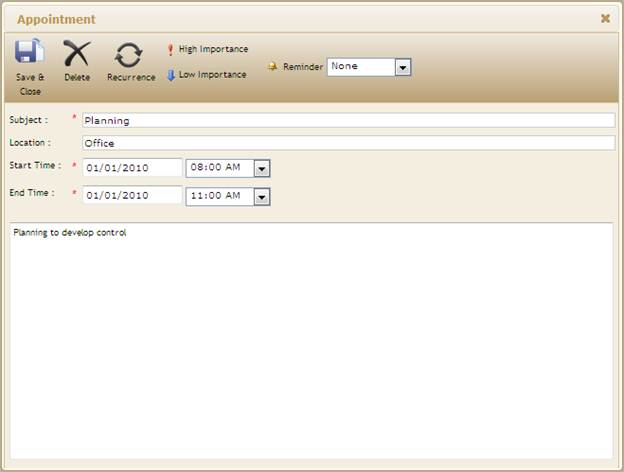 Appointment
High Importance
Low Importance
Reminder None
Save &
Close
Delete
Recurrence
Subject : * Planning
Location : Office
Start Time : * 01/01/2010 08:00 AM
End Time : * 01/01/2010 11:00 AM
Planning to develop control